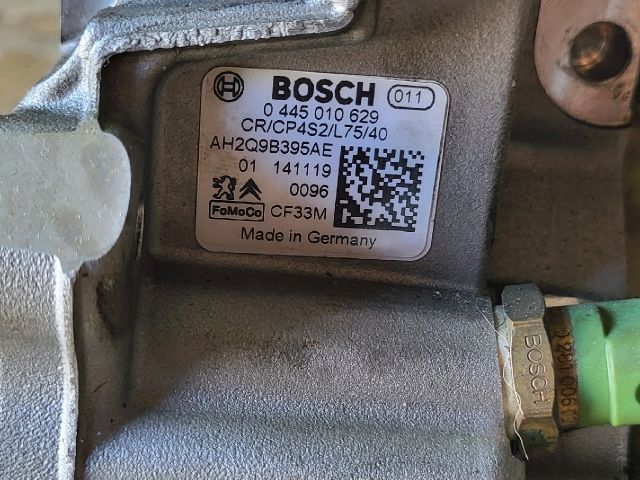 BOSCH 011
0 445 010 629
CR/CP4S2/L75/40
AH2Q9B395AE
01 141119
0096
FoMoCo CF33M
Made in Germany
BOSCH